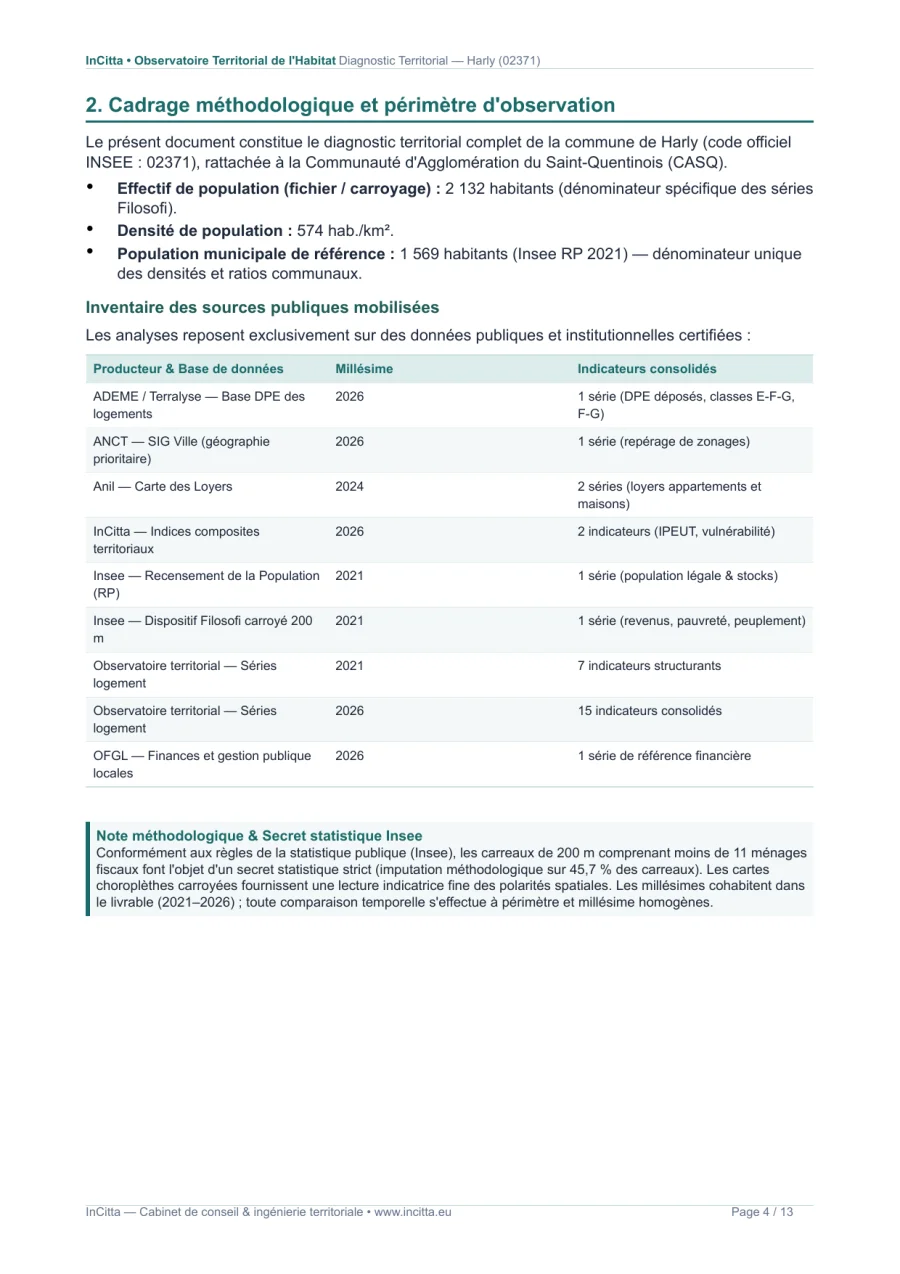 InCitta • Observatoire Territorial de l'Habitat Diagnostic Territorial — Harly (02371)
2. Cadrage méthodologique et périmètre d'observation
Le présent document constitue le diagnostic territorial complet de la commune de Harly (code officiel
INSEE : 02371), rattachée à la Communauté d'Agglomération du Saint-Quentinois (CASQ).
• Effectif de population (fichier / carroyage) : 2 132 habitants (dénominateur spécifique des séries
Filosofi).
• Densité de population : 574 hab./km².
• Population municipale de référence : 1 569 habitants (Insee RP 2021) — dénominateur unique
des densités et ratios communaux.
Inventaire des sources publiques mobilisées
Les analyses reposent exclusivement sur des données publiques et institutionnelles certifiées :
Producteur & Base de données Millésime Indicateurs consolidés
ADEME / Terralyse — Base DPE des 2026 1 série (DPE déposés, classes E-F-G,
logements F-G)
ANCT — SIG Ville (géographie 2026 1 série (repérage de zonages)
prioritaire)
Anil — Carte des Loyers 2024 2 séries (loyers appartements et
maisons)
InCitta — Indices composites 2026 2 indicateurs (IPEUT, vulnérabilité)
territoriaux
Insee — Recensement de la Population 2021 1 série (population légale & stocks)
(RP)
Insee — Dispositif Filosofi carroyé 200 2021 1 série (revenus, pauvreté, peuplement)
m
Observatoire territorial — Séries 2021 7 indicateurs structurants
logement
Observatoire territorial — Séries 2026 15 indicateurs consolidés
logement
OFGL — Finances et gestion publique 2026 1 série de référence financière
locales
Note méthodologique & Secret statistique Insee
Conformément aux règles de la statistique publique (Insee), les carreaux de 200 m comprenant moins de 11 ménages
fiscaux font l'objet d'un secret statistique strict (imputation méthodologique sur 45,7 % des carreaux). Les cartes
choroplèthes carroyées fournissent une lecture indicatrice fine des polarités spatiales. Les millésimes cohabitent dans
le livrable (2021–2026) ; toute comparaison temporelle s'effectue à périmètre et millésime homogènes.
InCitta — Cabinet de conseil & ingénierie territoriale • www.incitta.eu Page 4 / 13